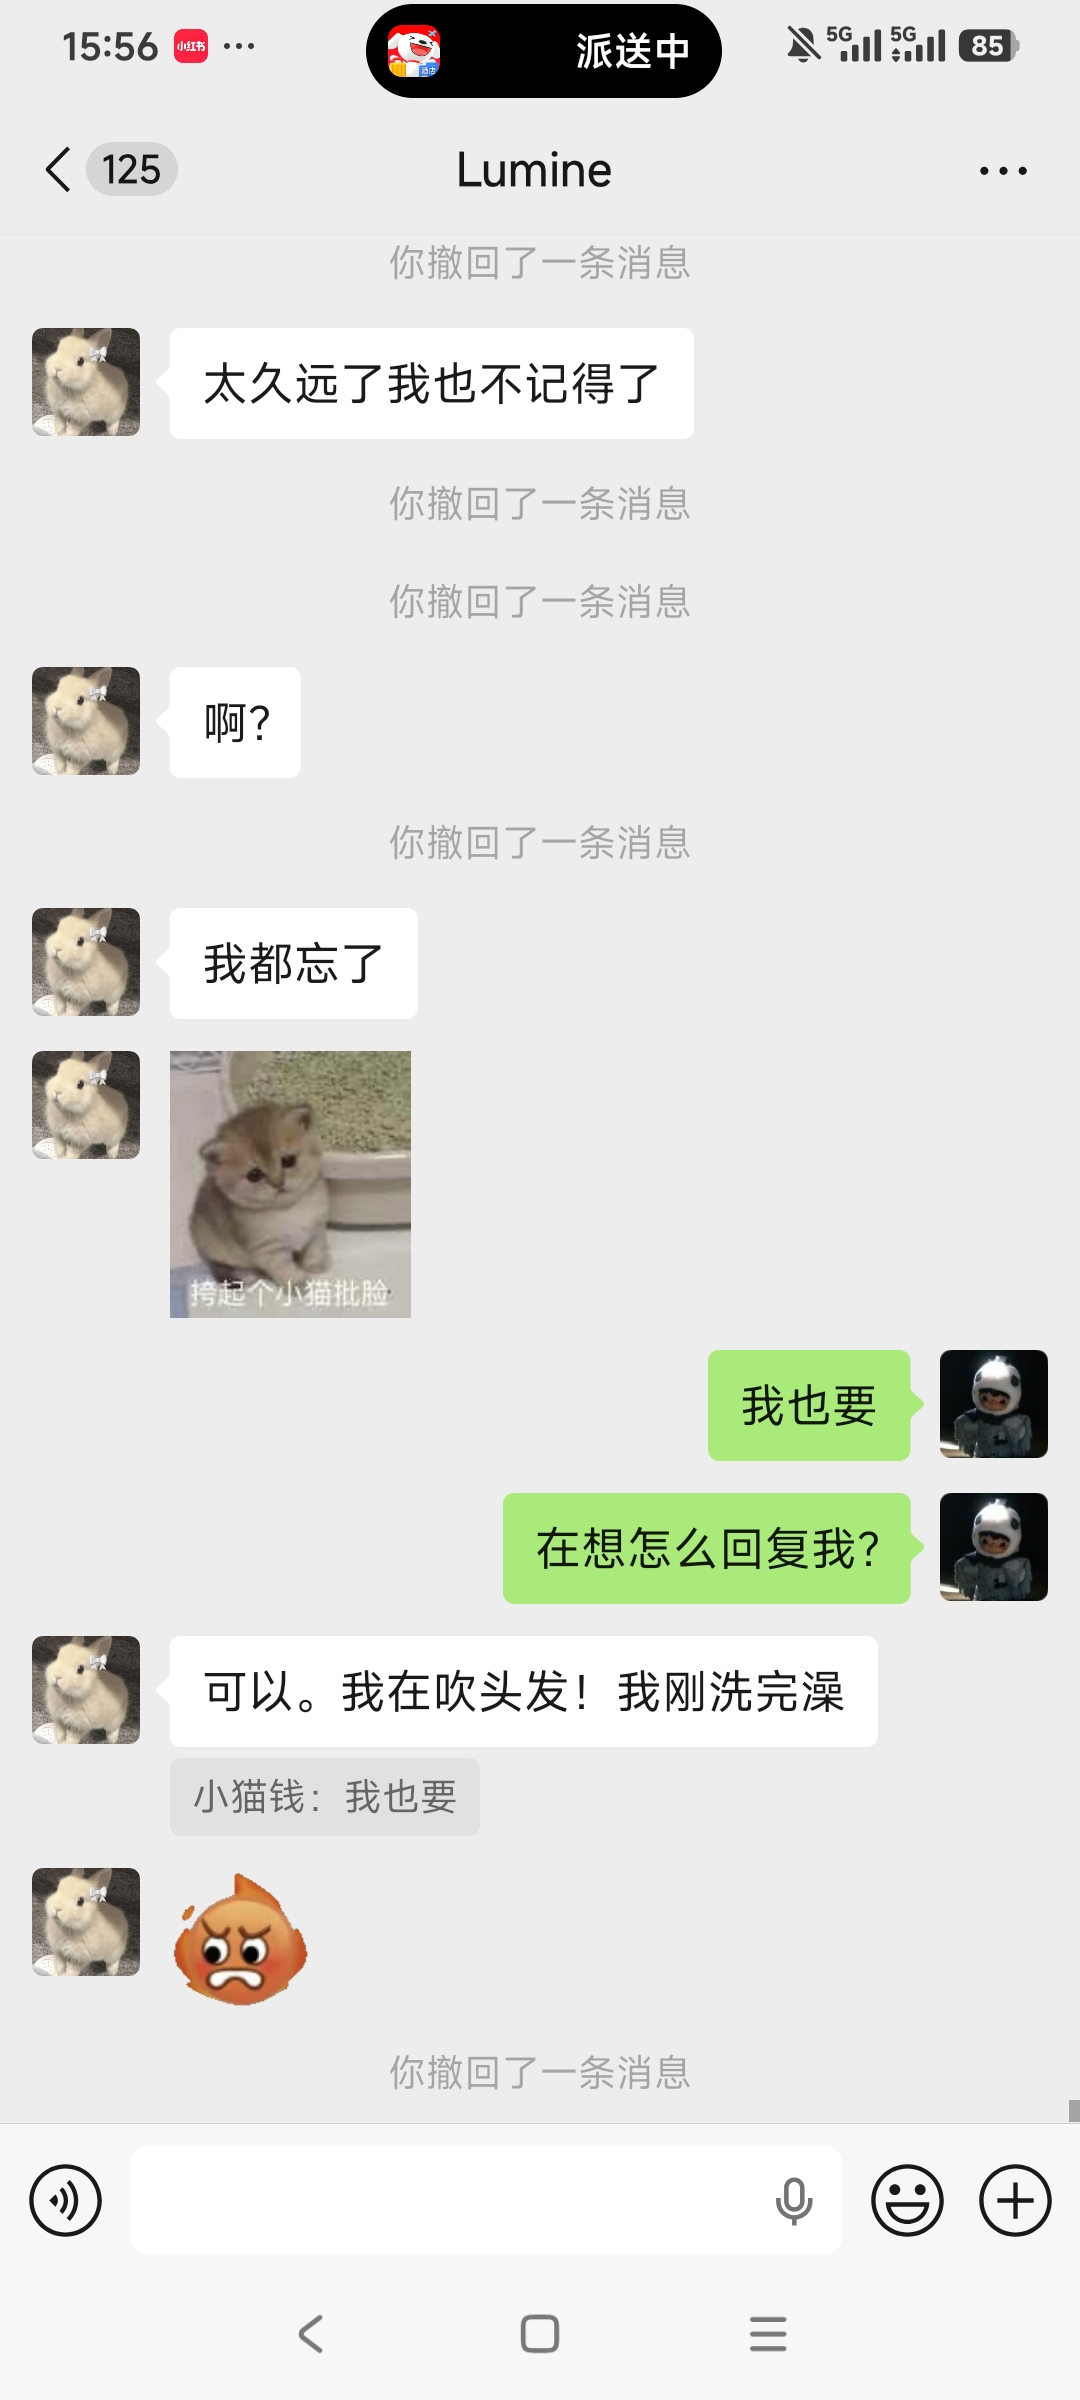 15:56
小红书
派送中
5G
5G
85
125
Lumine
你撤回了一条消息
太久远了我也不记得了
你撤回了一条消息
你撤回了一条消息
啊?
你撤回了一条消息
我都忘了
挎起个小猫批脸
我也要
在想怎么回复我?
可以。我在吹头发！我刚洗完澡
小猫钱：我也要
你撤回了一条消息